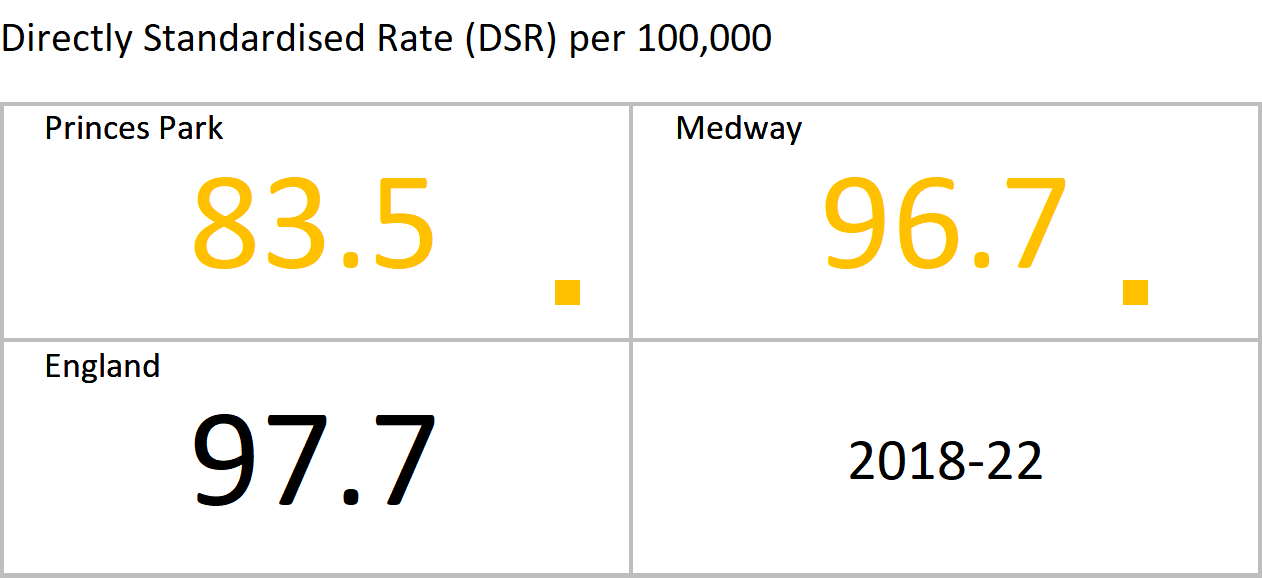 Directly Standardised Rate (DSR) per 100,000
Princes Park
83.5
Medway
96.7
England
97.7
2018-22